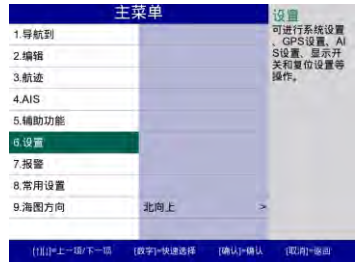 主菜单
1.导航到
2.编辑
3.航迹
4.AIS
5.辅助功能
6.设置
7.报警
8.常用设置
9.海图方向 北向上 >
设置
可进行系统设置
、GPS设置、AI
S设置、显示开
关和复位设置等
操作。
[↑][↓]=上一项/下一项 [数字]=快速选择 [确认]=确认 [取消]=返回